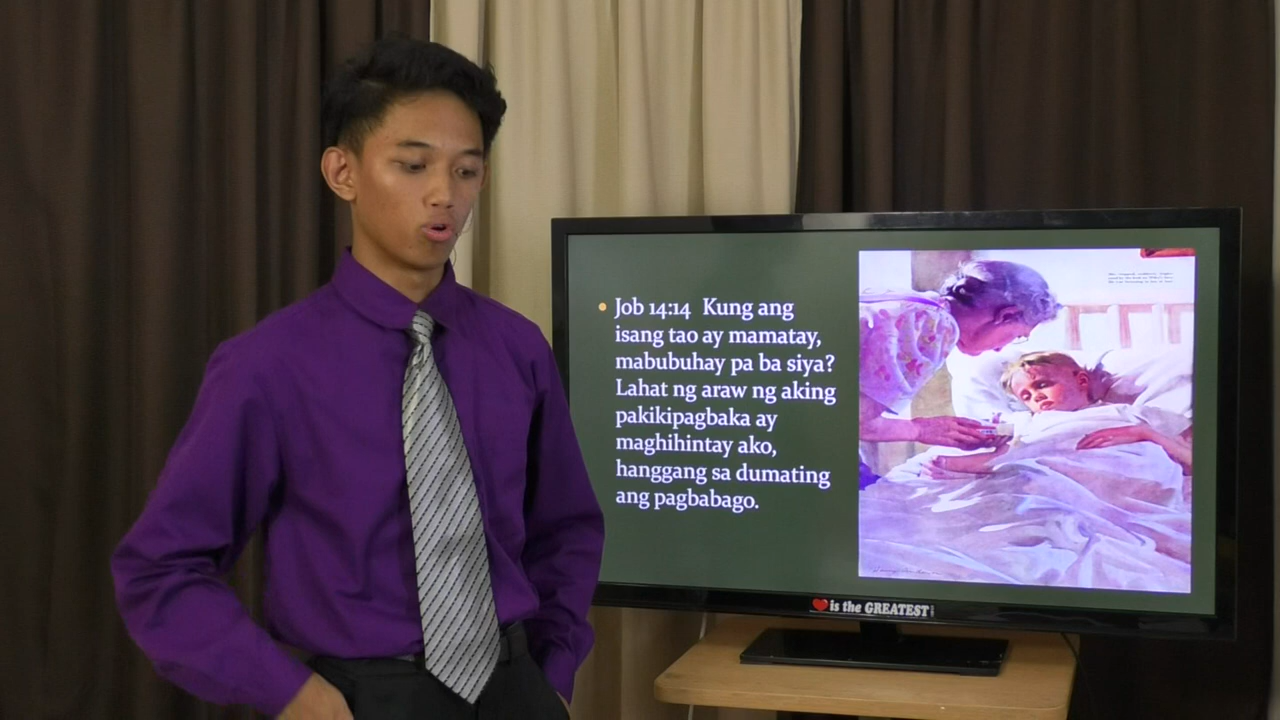 Job 14:14 Kung ang
isang tao ay mamatay,
mabubuhay pa ba siya?
Lahat ng araw ng aking
pakikipagbaka ay
maghihintay ako,
hanggang sa dumating
ang pagbabago.
is the GREATEST